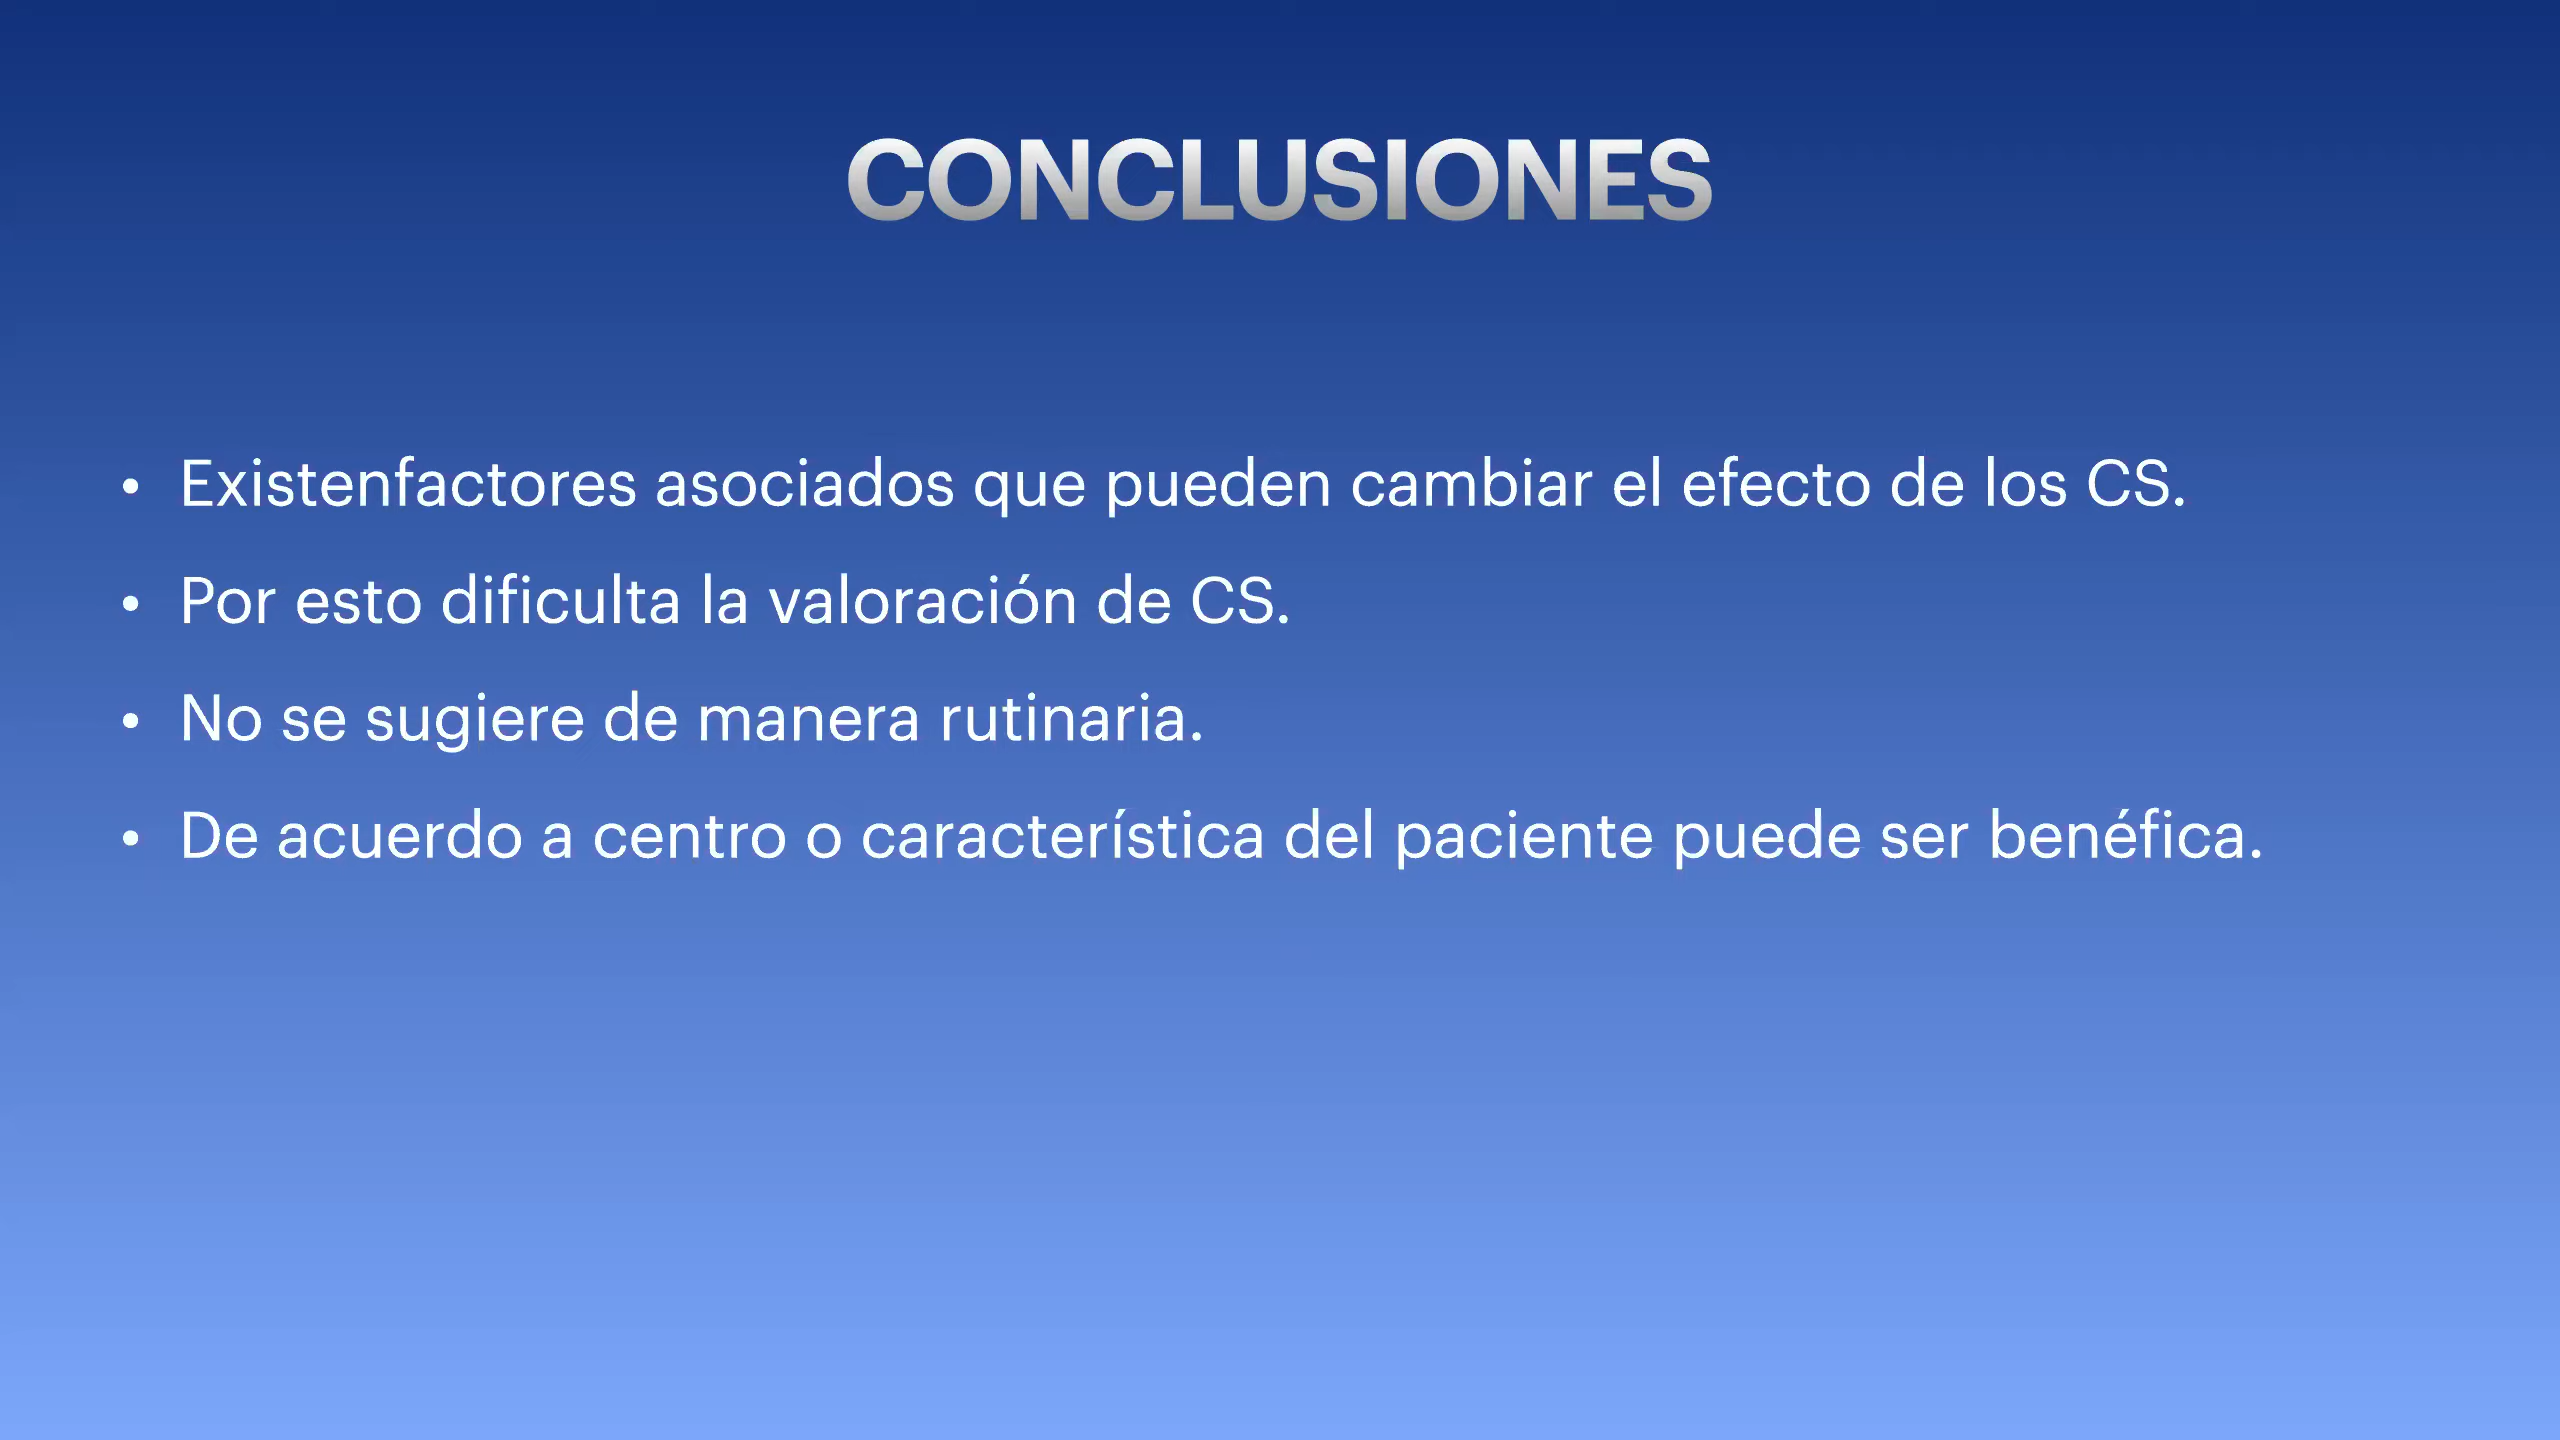 CONCLUSIONES
• Existenfactores asociados que pueden cambiar el efecto de los CS.
• Por esto dificulta la valoración de CS.
• No se sugiere de manera rutinaria.
• De acuerdo a centro o característica del paciente puede ser benéfica.